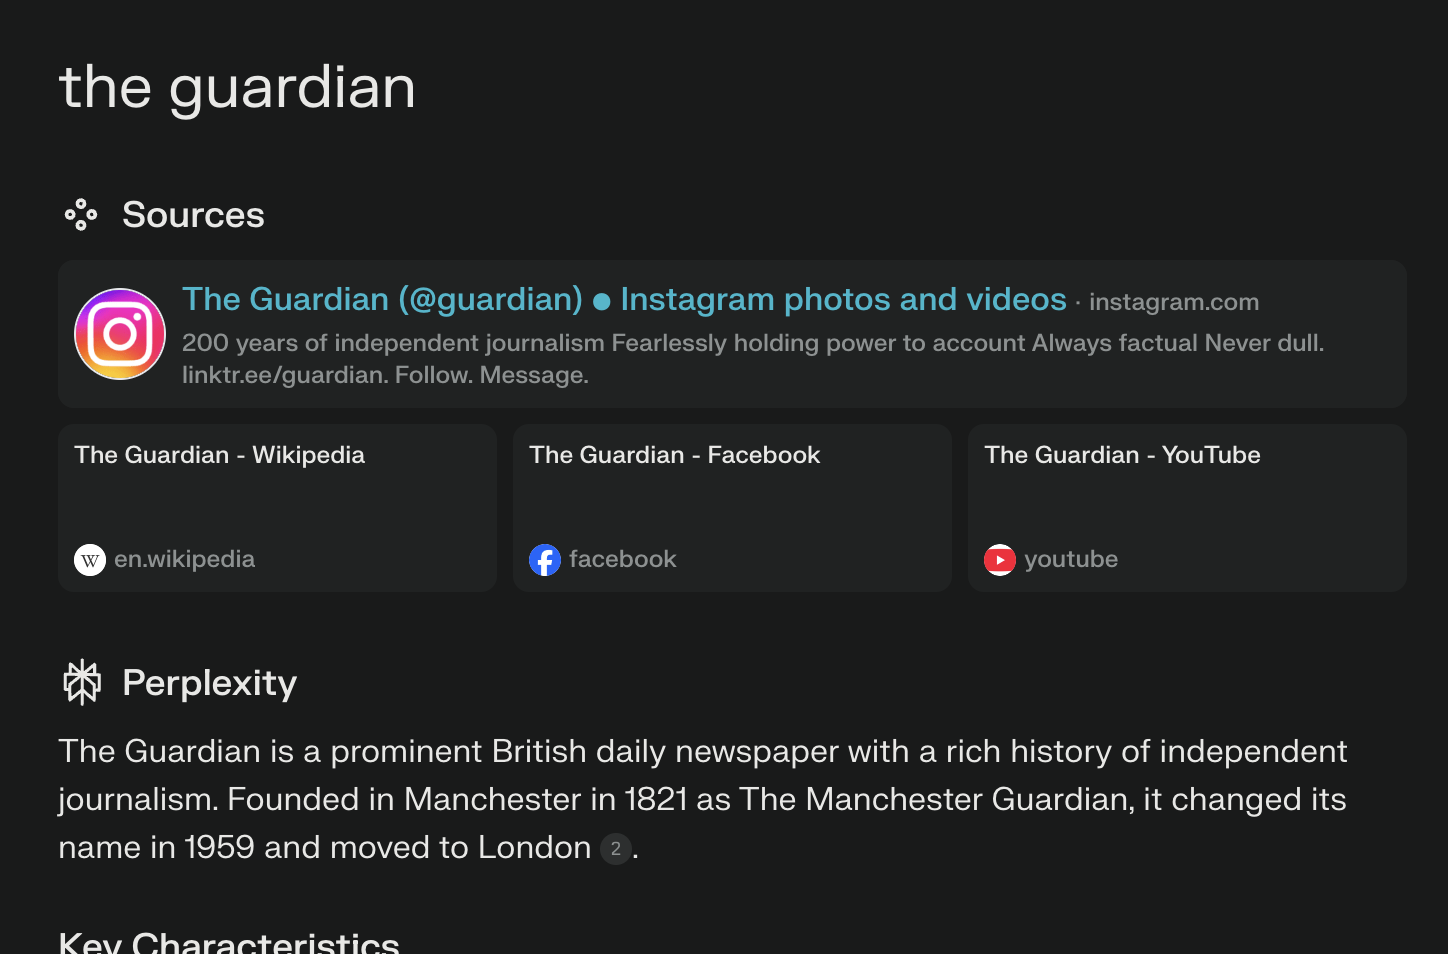 the guardian
Sources
The Guardian (@guardian) ● Instagram photos and videos · instagram.com
200 years of independent journalism Fearlessly holding power to account Always factual Never dull.
linktr.ee/guardian. Follow. Message.
The Guardian - Wikipedia
W en.wikipedia
The Guardian - Facebook
facebook
The Guardian - YouTube
youtube
Perplexity
The Guardian is a prominent British daily newspaper with a rich history of independent
journalism. Founded in Manchester in 1821 as The Manchester Guardian, it changed its
name in 1959 and moved to London 2.
Key Characteristics